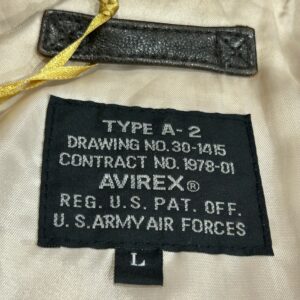 TYPE A-2
DRAWING NO.30-1415
CONTRACT NO.1978-01
AVIREX®
REG. U.S. PAT. OFF.
U.S.ARMY AIR FORCES
L